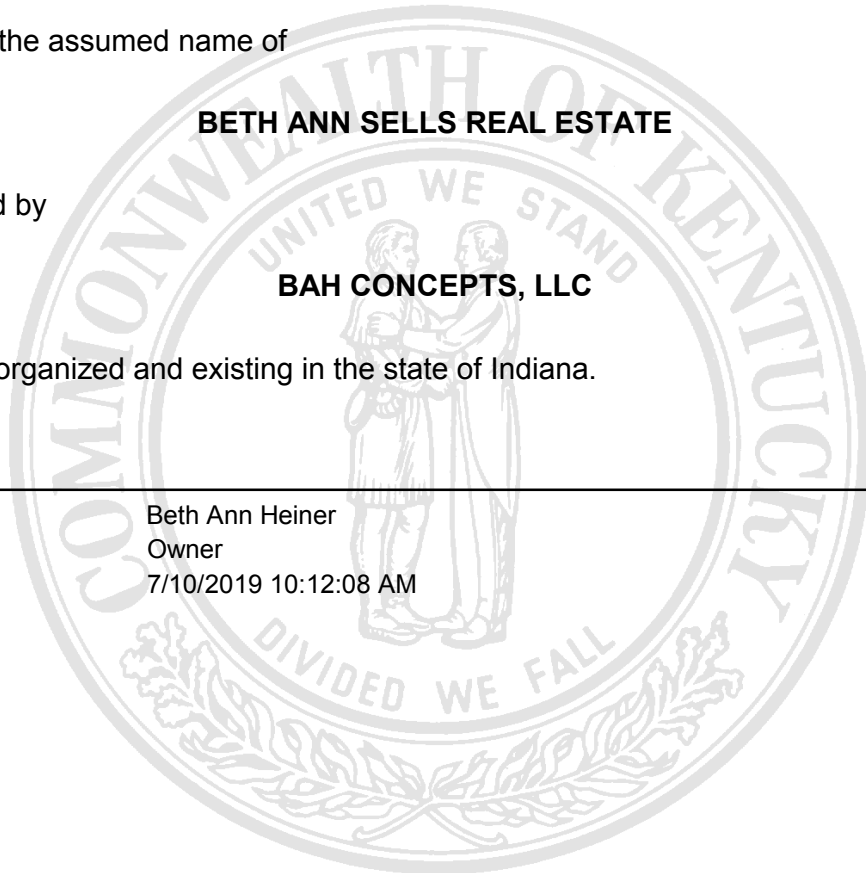 the assumed name of
BETH ANN SELLS REAL ESTATE
d by
BAH CONCEPTS, LLC
organized and existing in the state of Indiana.
Beth Ann Heiner
Owner
7/10/2019 10:12:08 AM
COMMONWEALTH OF KENTUCKY
UNITED WE STAND
DIVIDED WE FALL